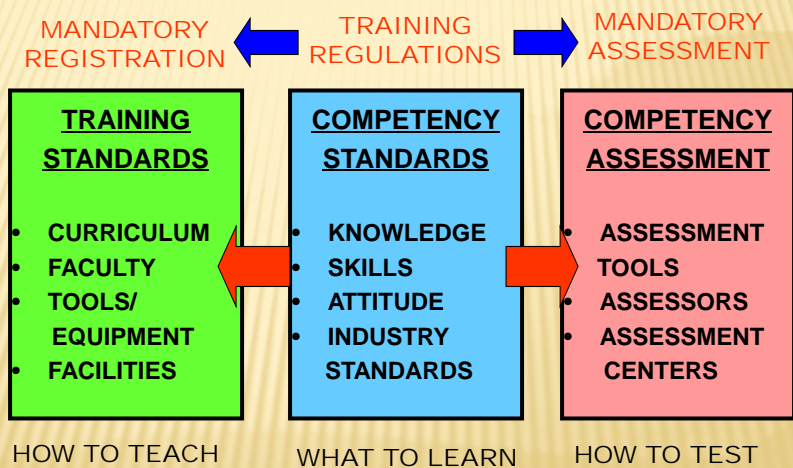 MANDATORY
REGISTRATION
TRAINING
REGULATIONS
MANDATORY
ASSESSMENT
TRAINING
STANDARDS
• CURRICULUM
• FACULTY
• TOOLS/
EQUIPMENT
• FACILITIES
COMPETENCY
STANDARDS
• KNOWLEDGE
• SKILLS
• ATTITUDE
• INDUSTRY
STANDARDS
COMPETENCY
ASSESSMENT
• ASSESSMENT
TOOLS
• ASSESSORS
• ASSESSMENT
CENTERS
HOW TO TEACH
WHAT TO LEARN
HOW TO TEST